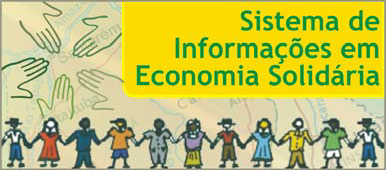 Sistema de
Informações em
Economia Solidária